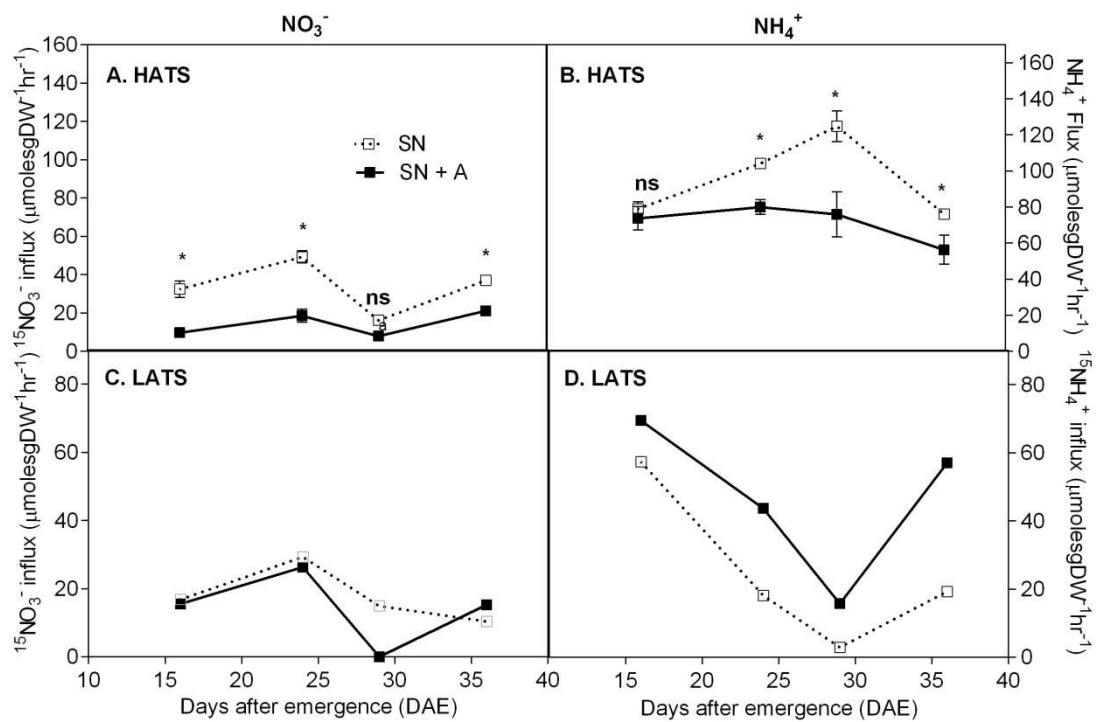 NO₃⁻
NH₄⁺
A. HATS
B. HATS
SN
SN + A
160
140
120
100
80
60
40
20
0
* * ns *
ns * * *
160
140
120
100
80
60
40
20
0
¹⁵NO₃⁻ influx (μmolesgDW⁻¹hr⁻¹)
NH₄⁺ Flux (μmolesgDW⁻¹hr⁻¹)
C. LATS
D. LATS
80
60
40
20
0
80
60
40
20
0
¹⁵NO₃⁻ influx (μmolesgDW⁻¹hr⁻¹)
¹⁵NH₄⁺ influx (μmolesgDW⁻¹hr⁻¹)
10 15 20 25 30 35 40
15 20 25 30 35 40
Days after emergence (DAE)
Days after emergence (DAE)